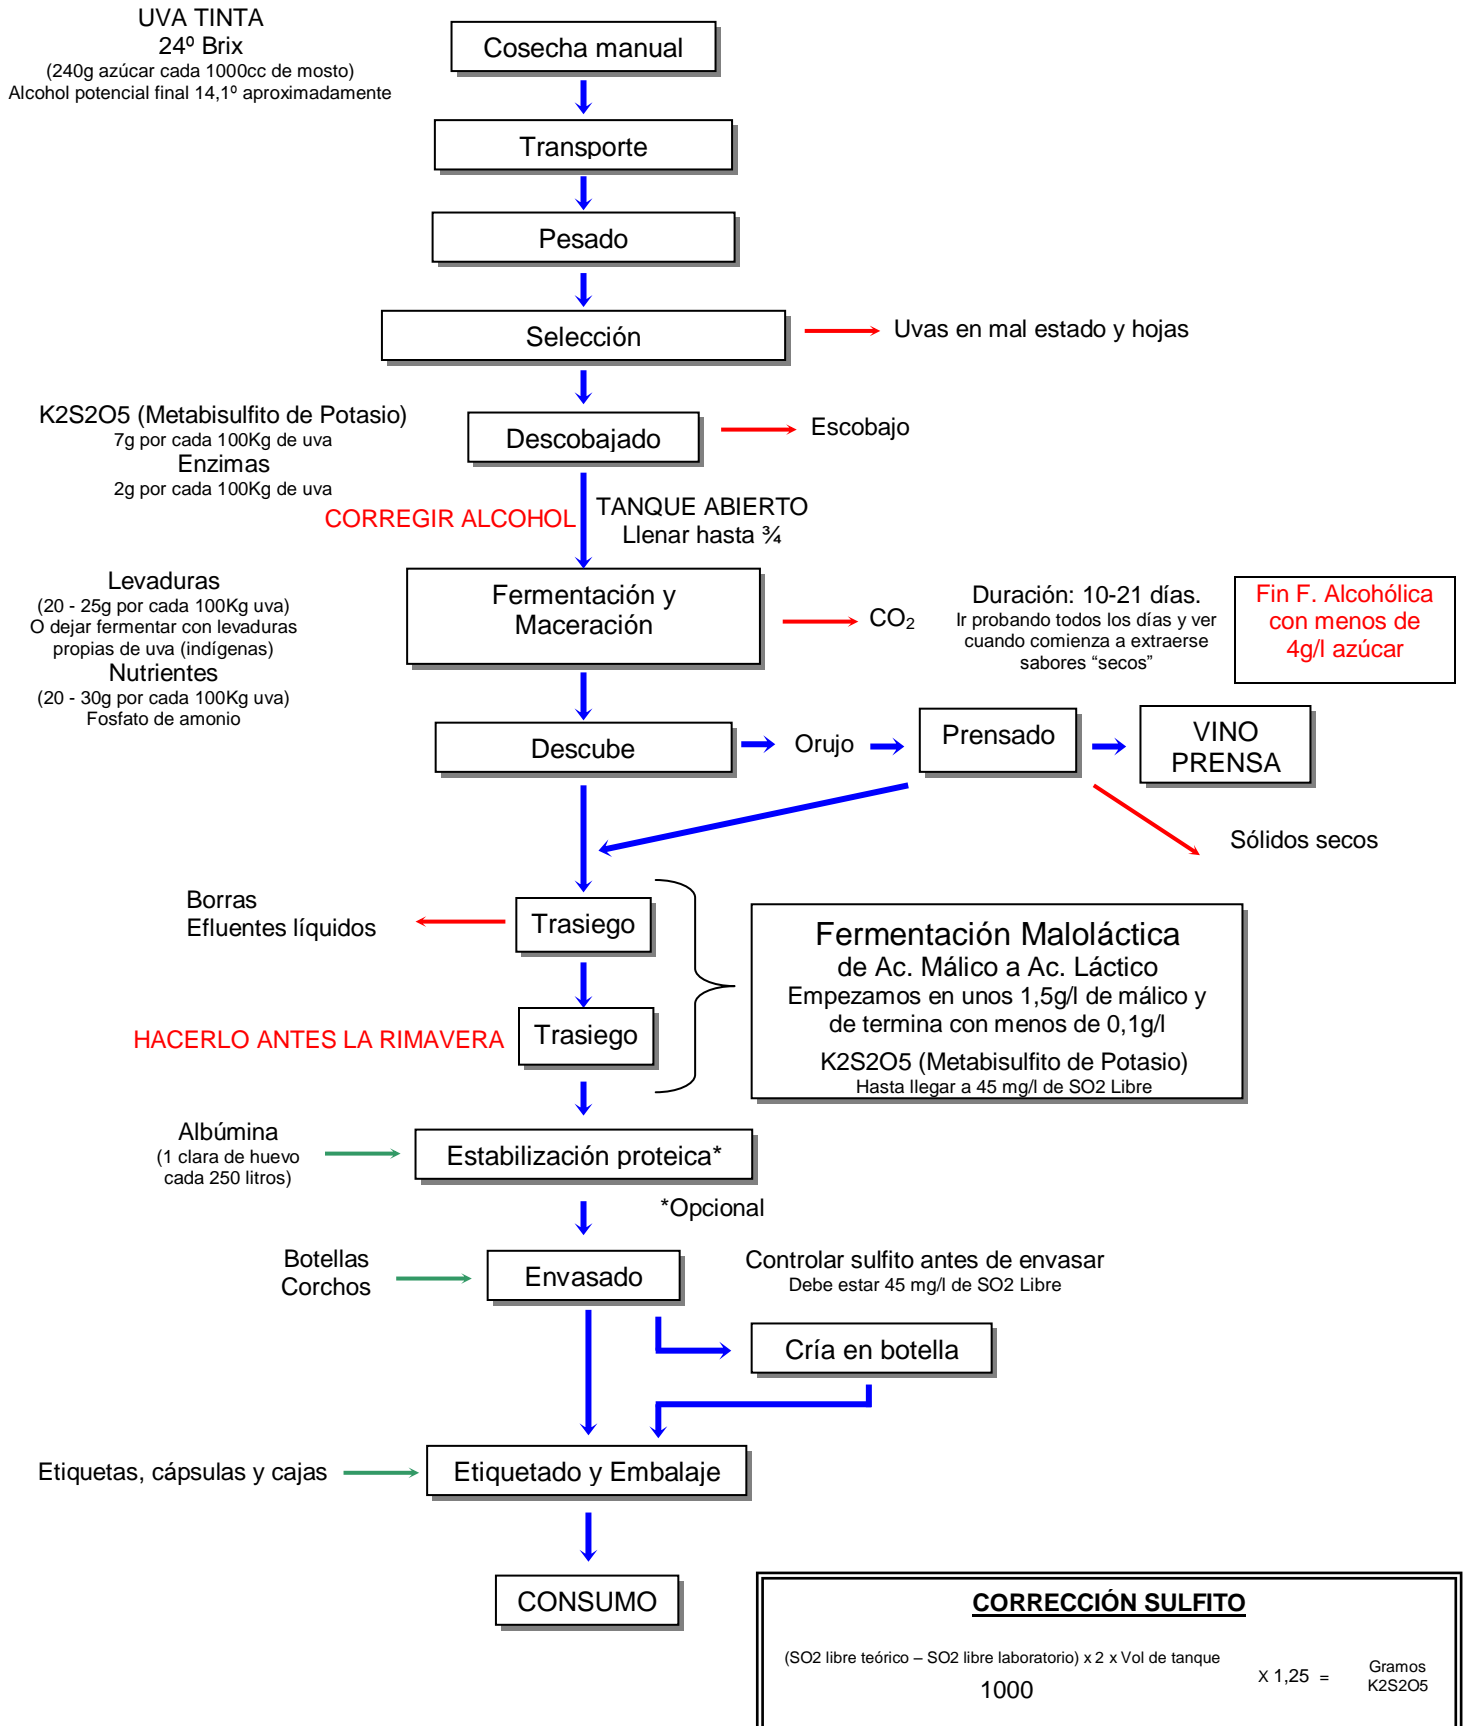 UVA TINTA
24º Brix
(240g azúcar cada 1000cc de mosto)
Alcohol potencial final 14,1º aproximadamente
Cosecha manual
Transporte
Pesado
Selección
Uvas en mal estado y hojas
K2S2O5 (Metabisulfito de Potasio)
7g por cada 100Kg de uva
Enzimas
2g por cada 100Kg de uva
Descobajado
Escobajo
CORREGIR ALCOHOL
TANQUE ABIERTO
Llenar hasta ¾
Levaduras
(20 - 25g por cada 100Kg uva)
O dejar fermentar con levaduras
propias de uva (indígenas)
Nutrientes
(20 - 30g por cada 100Kg uva)
Fosfato de amonio
Fermentación y
Maceración
CO₂
Duración: 10-21 días.
Ir probando todos los días y ver
cuando comienza a extraerse
sabores “secos”
Fin F. Alcohólica
con menos de
4g/l azúcar
Descube
Orujo
Prensado
VINO
PRENSA
Sólidos secos
Borras
Efluentes líquidos
Trasiego
HACERLO ANTES LA RIMAVERA
Trasiego
Fermentación Maloláctica
de Ac. Málico a Ac. Láctico
Empezamos en unos 1,5g/l de málico y
de termina con menos de 0,1g/l
K2S2O5 (Metabisulfito de Potasio)
Hasta llegar a 45 mg/l de SO2 Libre
Albúmina
(1 clara de huevo
cada 250 litros)
Estabilización proteica*
*Opcional
Botellas
Corchos
Envasado
Controlar sulfito antes de envasar
Debe estar 45 mg/l de SO2 Libre
Cría en botella
Etiquetas, cápsulas y cajas
Etiquetado y Embalaje
CONSUMO
CORRECCIÓN SULFITO
(SO2 libre teórico – SO2 libre laboratorio) x 2 x Vol de tanque
1000
X 1,25 =
Gramos
K2S2O5